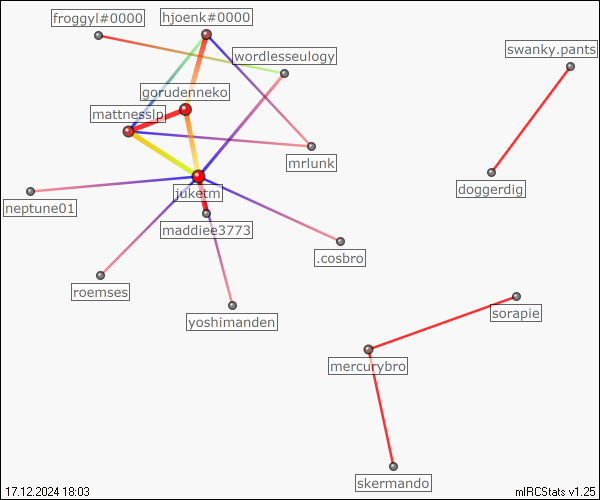 froggyl#0000
hjoenk#0000
wordlesseulogy
swanky.pants
gorudenneko
mattnesslp
mrlunk
doggerdig
juketm
neptune01
maddiee3773
.cosbro
roemses
yoshimanden
sorapie
mercurybro
skermando
17.12.2024 18:03
mIRCStats v1.25